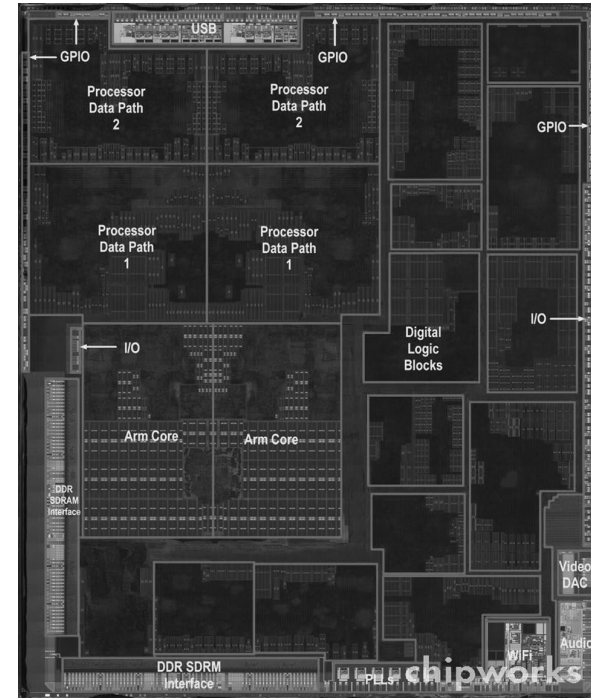 USB
GPIO
GPIO
Processor
Data Path
2
Processor
Data Path
2
GPIO
Processor
Data Path
1
Processor
Data Path
1
I/O
I/O
Digital
Logic
Blocks
Arm Core
Arm Core
DDR
SDRAM
Interface
Video
DAC
DDR SDRM
Interface
PLLs
WiFi
Audio
chipworks